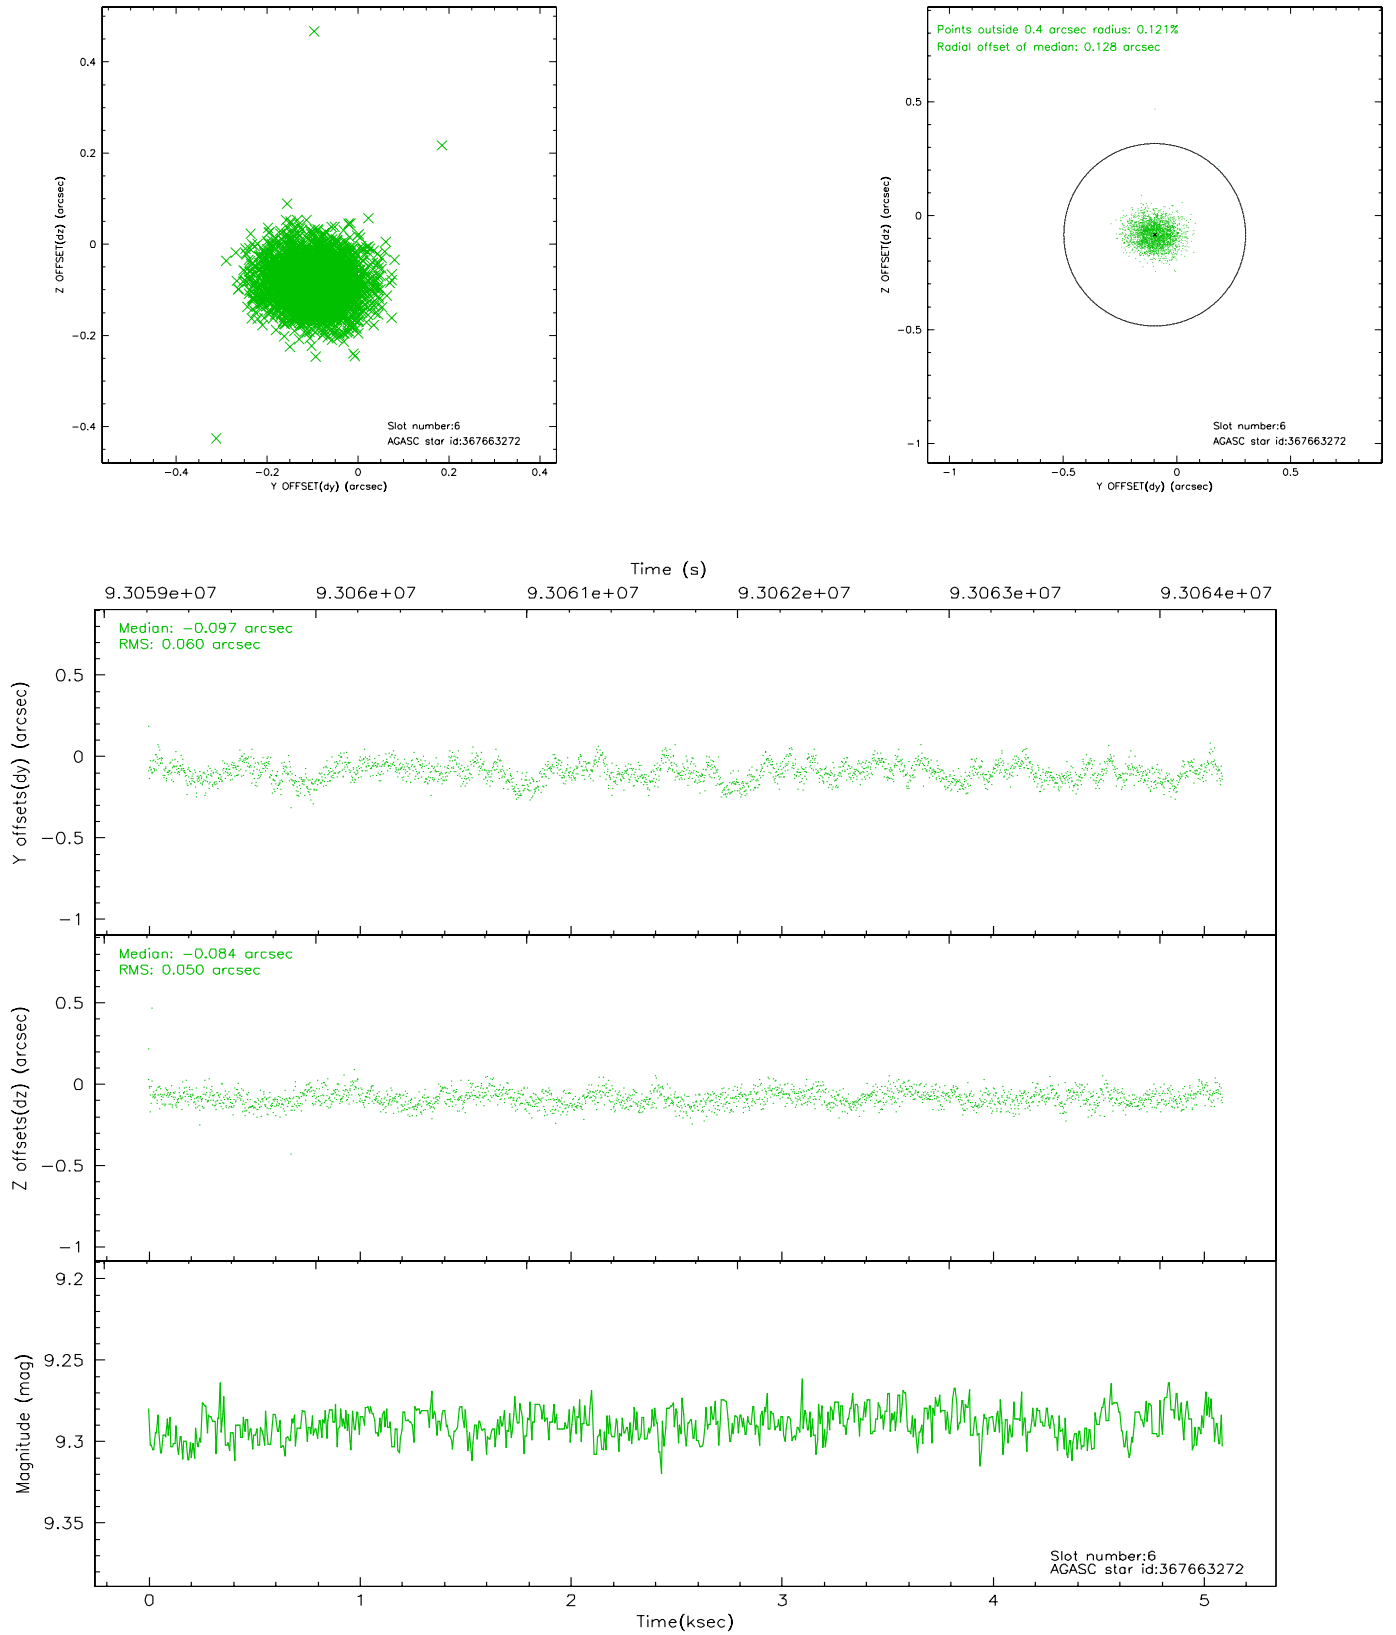 0.4
0.2
0
−0.2
−0.4
Z OFFSET(dz) (arcsec)
Slot number:6
AGASC star id:367663272
−0.4
−0.2
0
0.2
0.4
Y OFFSET(dy) (arcsec)
Points outside 0.4 arcsec radius: 0.121%
Radial offset of median: 0.128 arcsec
0.5
0
−0.5
−1
Z OFFSET(dz) (arcsec)
Slot number:6
AGASC star id:367663272
−1
−0.5
0
0.5
Y OFFSET(dy) (arcsec)
Time (s)
9.3059e+07
9.306e+07
9.3061e+07
9.3062e+07
9.3063e+07
9.3064e+07
Median: −0.097 arcsec
RMS: 0.060 arcsec
0.5
0
−0.5
−1
Y offsets(dy) (arcsec)
Median: −0.084 arcsec
RMS: 0.050 arcsec
0.5
0
−0.5
−1
Z offsets(dz) (arcsec)
9.2
9.25
9.3
9.35
Magnitude (mag)
Slot number:6
AGASC star id:367663272
0
1
2
3
4
5
Time(ksec)